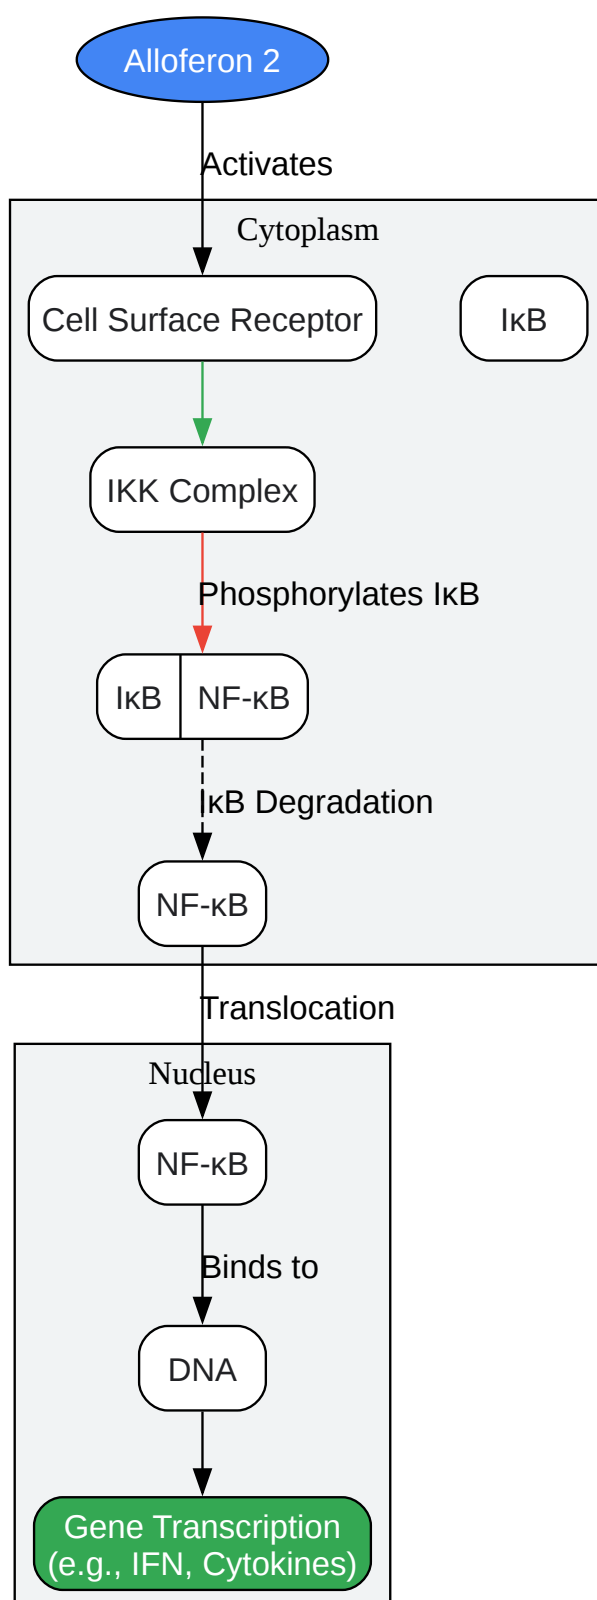 Alloferon 2
Activates
Cytoplasm
Cell Surface Receptor
IκB
IKK Complex
Phosphorylates IκB
IκB
NF-κB
IκB Degradation
NF-κB
Translocation
Nucleus
NF-κB
Binds to
DNA
Gene Transcription
(e.g., IFN, Cytokines)